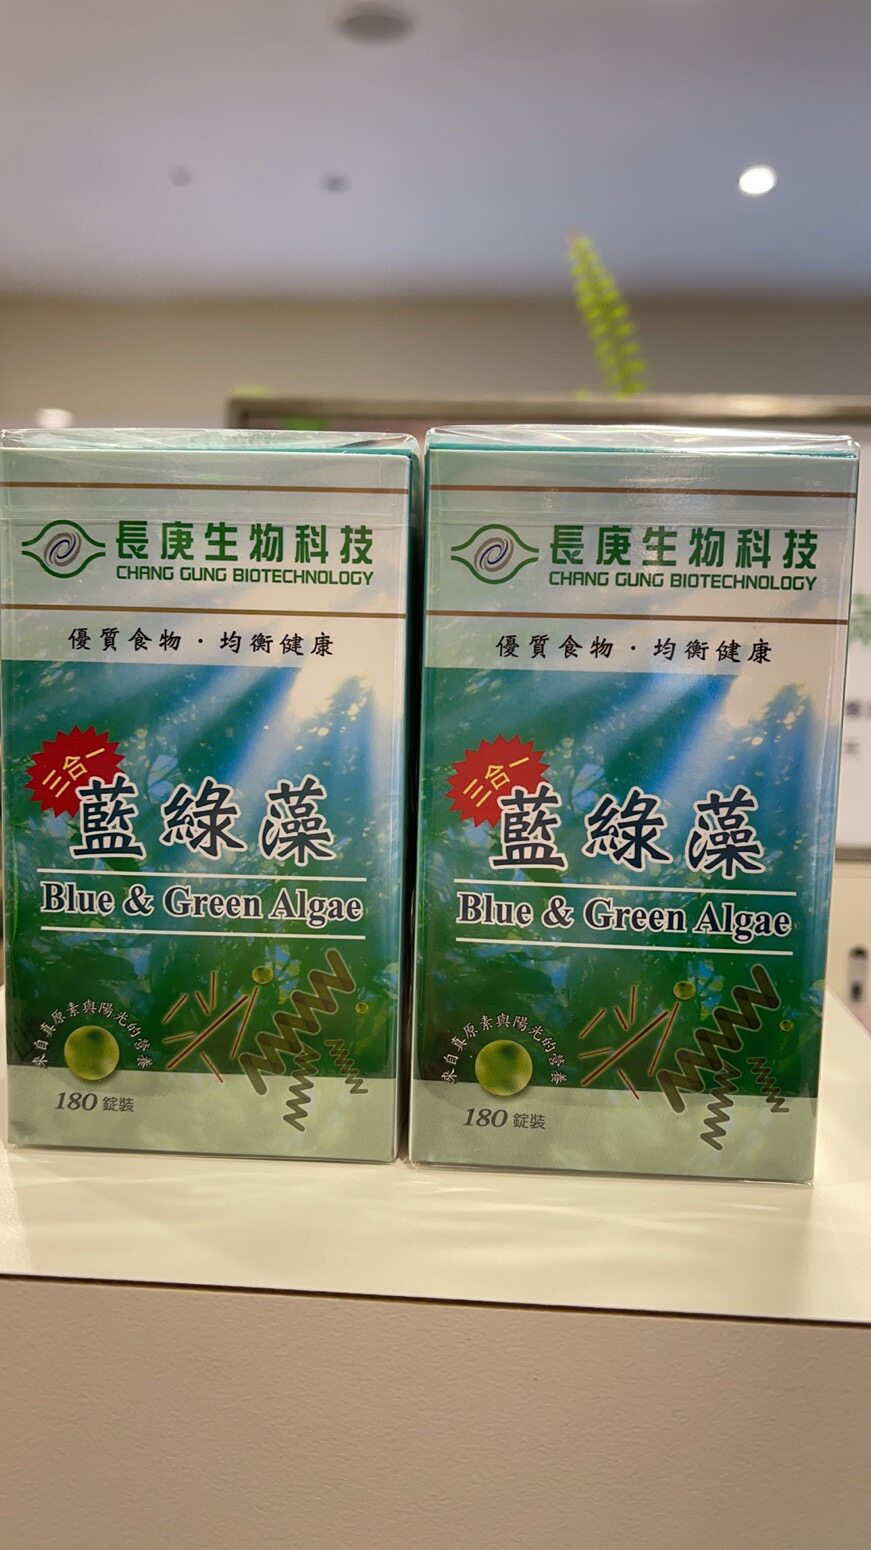 長庚生物科技
CHANG GUNG BIOTECHNOLOGY
優質食物·均衡健康
三合一
藍綠藻
Blue & Green Algae
來自真原素與陽光的營養
180 錠裝
長庚生物科技
CHANG GUNG BIOTECHNOLOGY
優質食物·均衡健康
三合一
藍綠藻
Blue & Green Algae
來自真原素與陽光的營養
180 錠裝